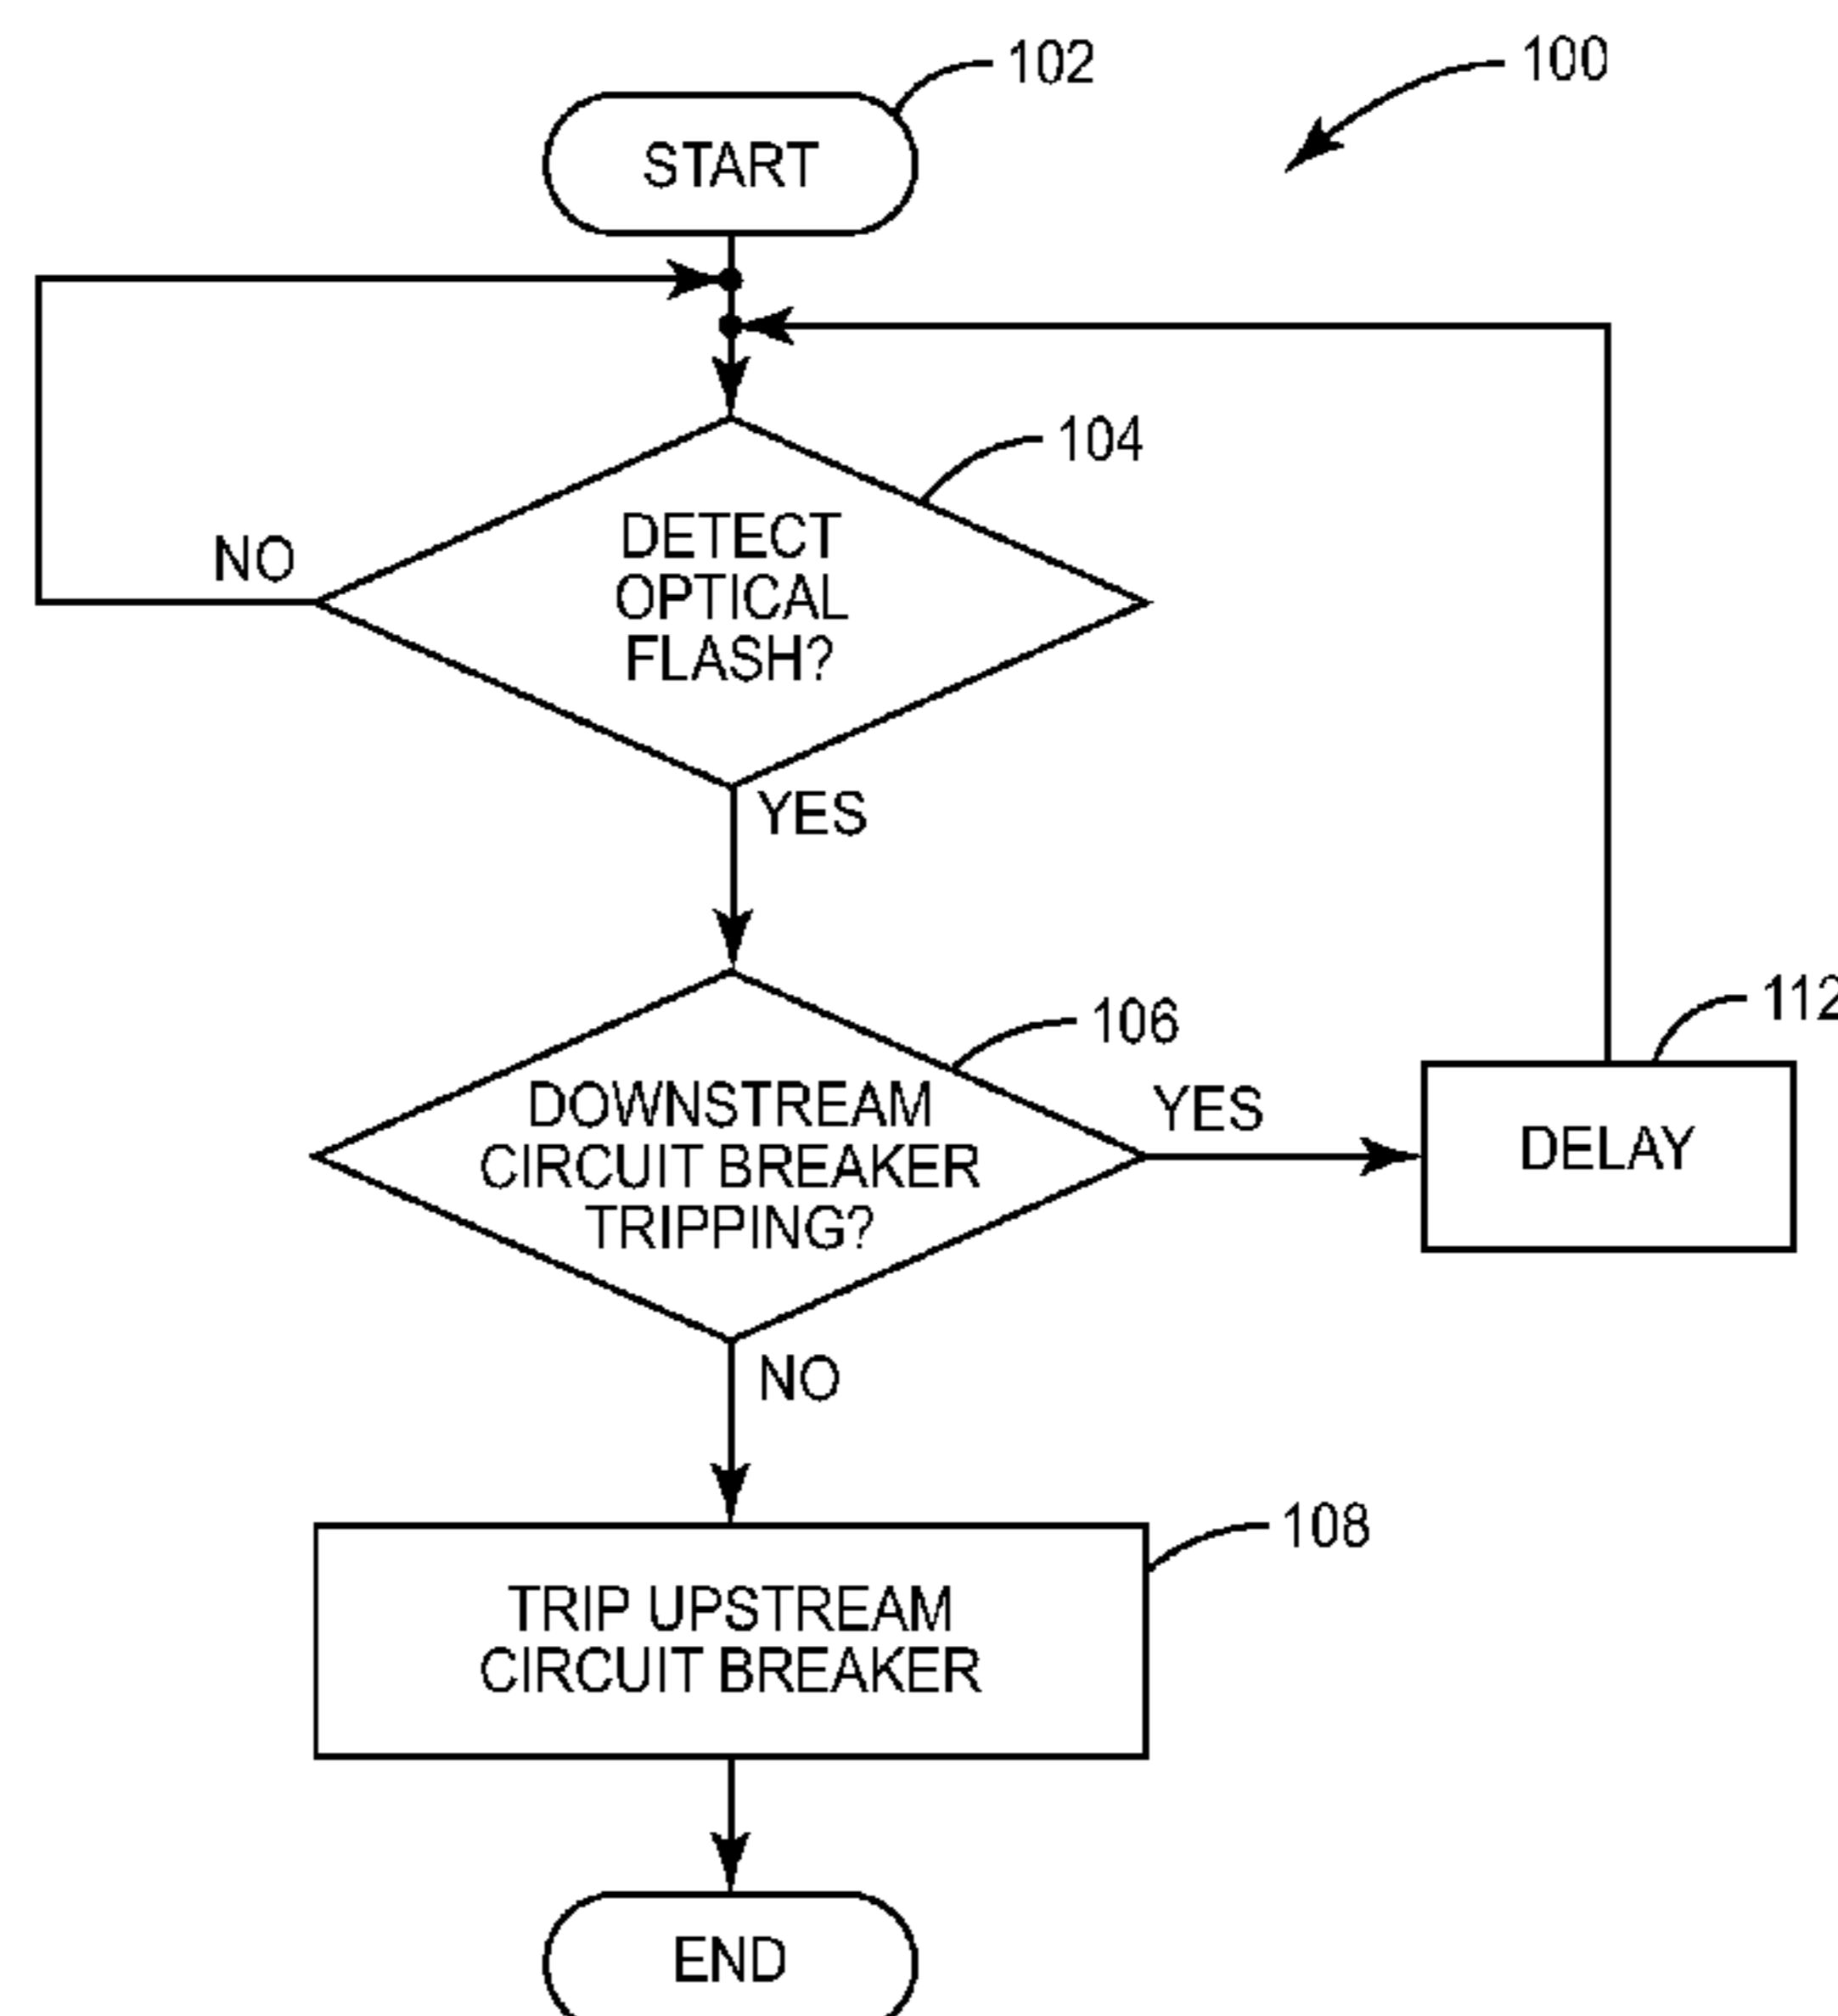 102
100
START
104
DETECT
OPTICAL
FLASH?
NO
YES
106
112
DOWNSTREAM
CIRCUIT BREAKER
TRIPPING?
YES
DELAY
NO
108
TRIP UPSTREAM
CIRCUIT BREAKER
END